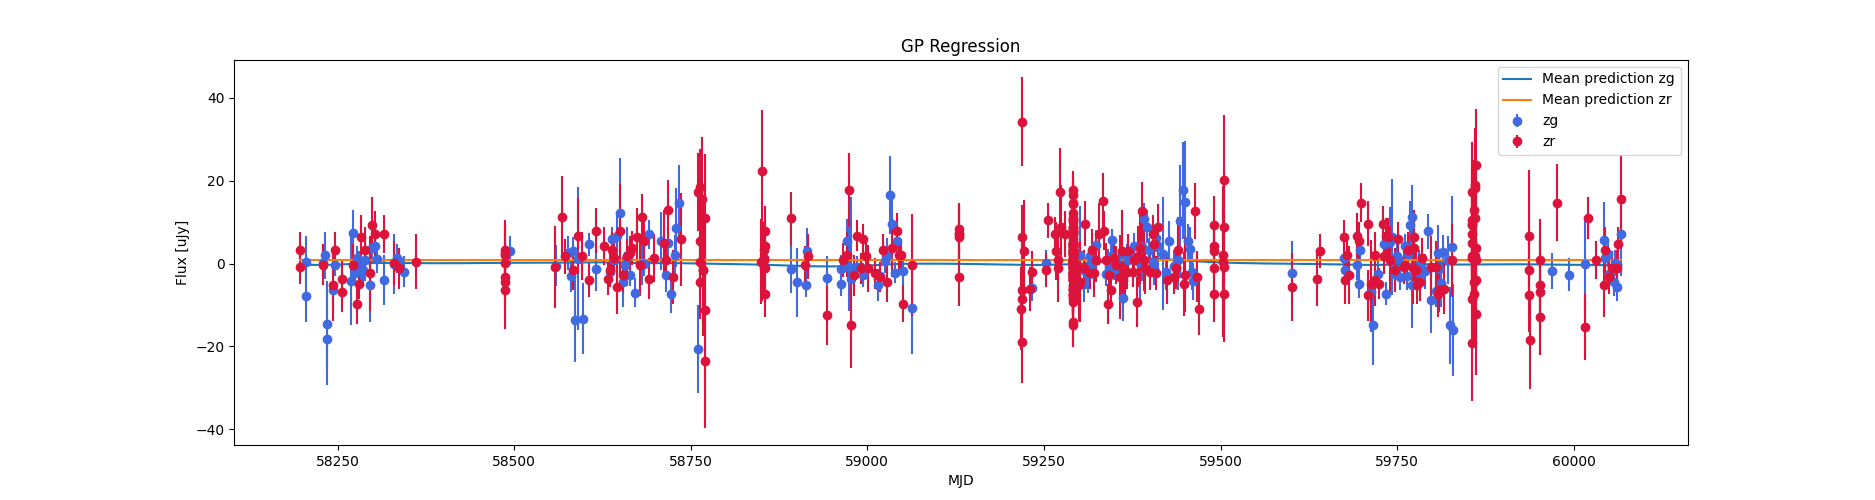 GP Regression
Flux [uJy]
40
20
0
−20
−40
Mean prediction zg
Mean prediction zr
zg
zr
58250 58500 58750 59000 59250 59500 59750 60000
MJD